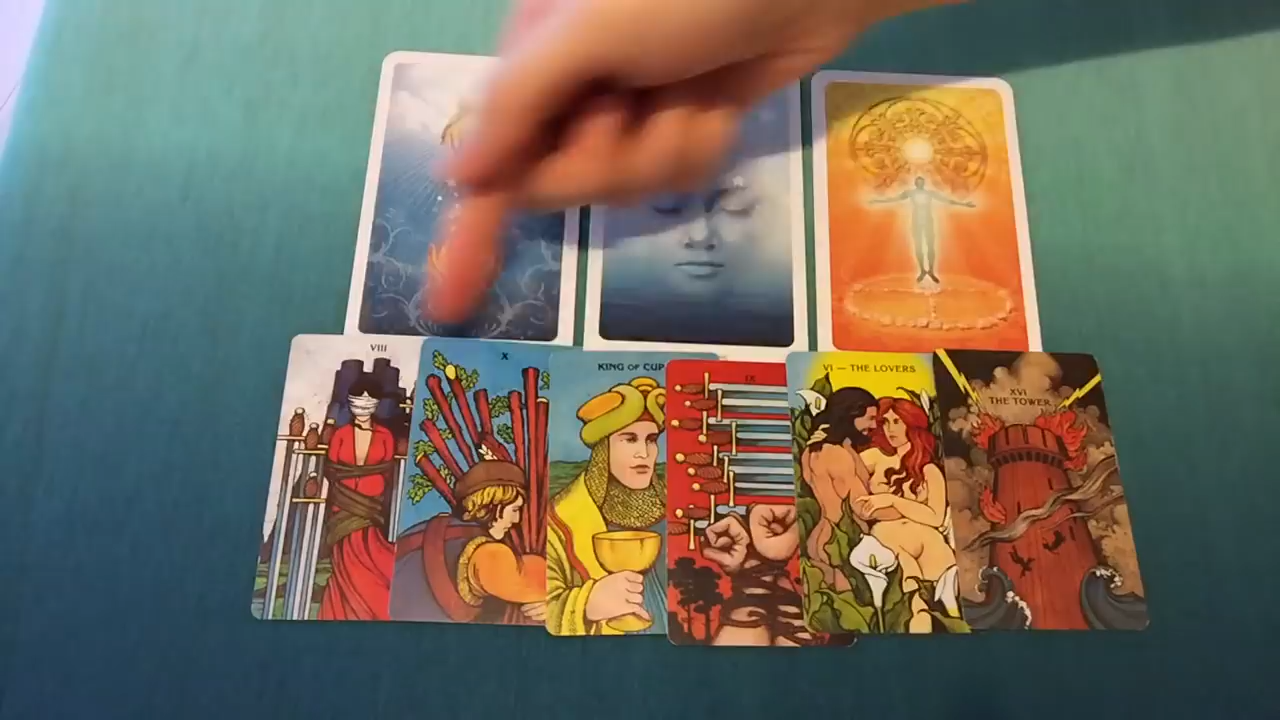 VIII
X
KING OF CUP
IX
VI — THE LOVERS
XVI
THE TOWER